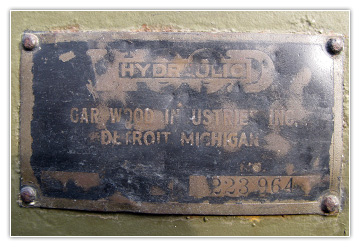 HYDRAULIC
GAR WOOD INDUSTRIES INC.
DETROIT MICHIGAN
NO.
223 964